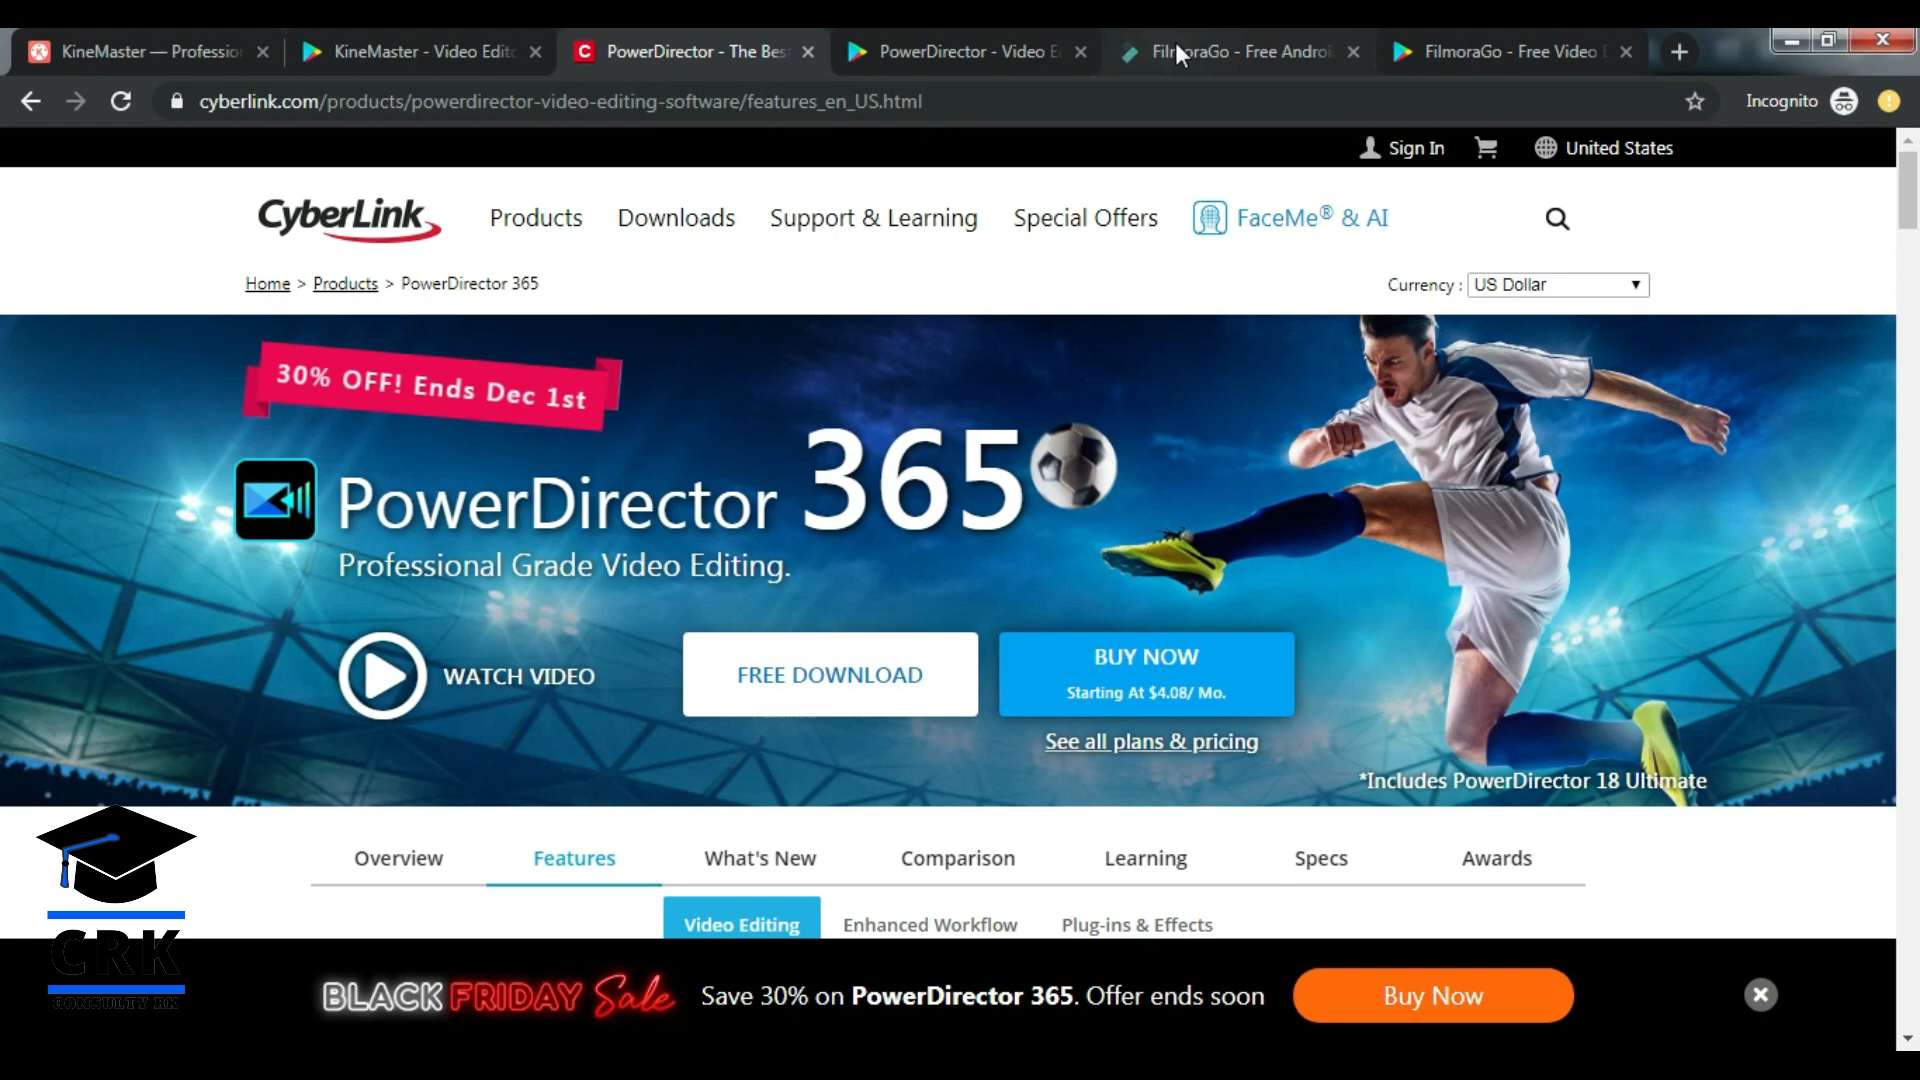 KineMaster — Profession
KineMaster - Video Edito
PowerDirector - The Bes
PowerDirector - Video E
FilmoraGo - Free Androi
FilmoraGo - Free Video E
cyberlink.com/products/powerdirector-video-editing-software/features_en_US.html
Incognito
Sign In
United States
CyberLink
Products
Downloads
Support & Learning
Special Offers
FaceMe® & AI
Home > Products > PowerDirector 365
Currency : US Dollar
30% OFF! Ends Dec 1st
PowerDirector 365
Professional Grade Video Editing.
WATCH VIDEO
FREE DOWNLOAD
BUY NOW
Starting At $4.08/ Mo.
See all plans & pricing
*Includes PowerDirector 18 Ultimate
Overview
Features
What's New
Comparison
Learning
Specs
Awards
Video Editing
Enhanced Workflow
Plug-ins & Effects
CRK
CONSULTY RK
BLACK FRIDAY Sale
Save 30% on PowerDirector 365. Offer ends soon
Buy Now